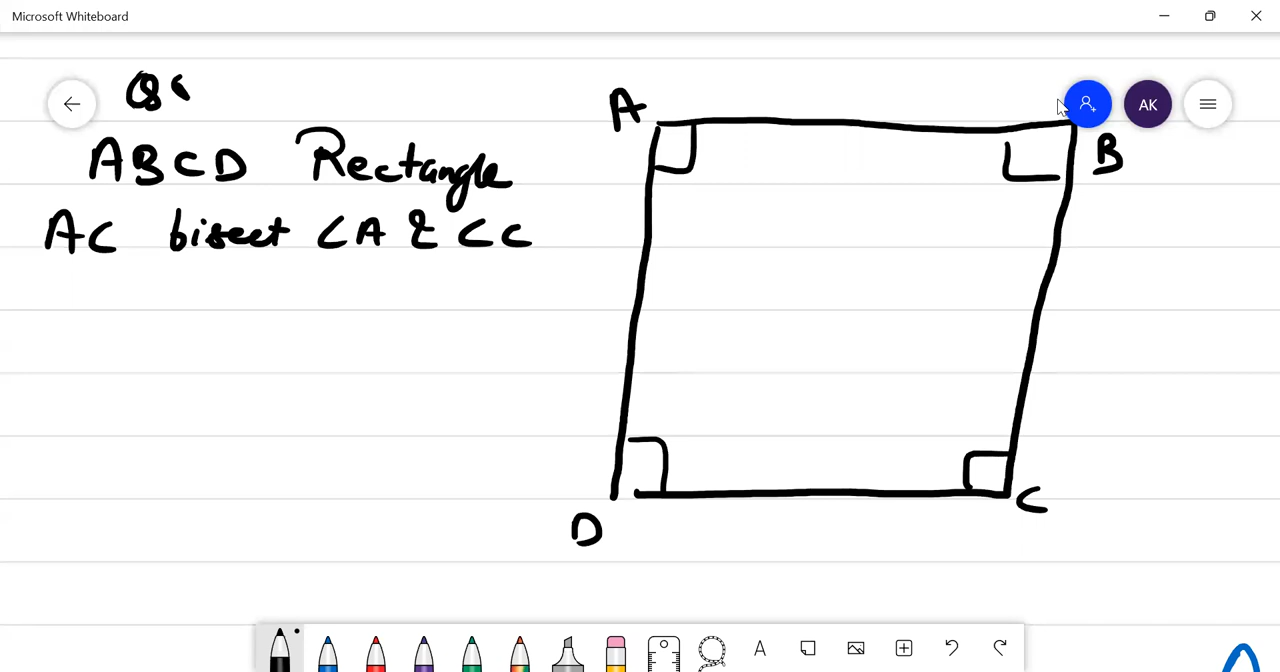 Microsoft Whiteboard
Q8
AK
A
B
ABCD Rectangle
AC bisect ∠A & ∠C
C
D
A